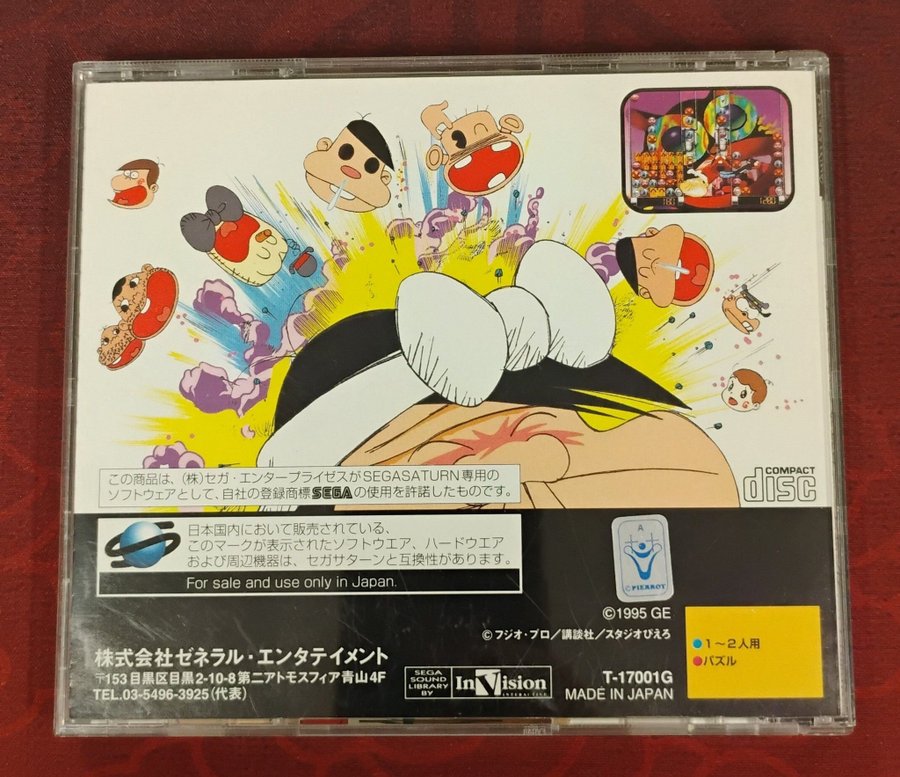 この商品は、(株)セガ・エンタープライゼスがSEGASATURN専用の
ソフトウェアとして、自社の登録商標SEGAの使用を許諾したものです。
COMPACT
disc
日本国内において販売されている、
このマークが表示されたソフトウエア、ハードウエア
および周辺機器は、セガサターンと互換性があります。
For sale and use only in Japan.
A
©PIERROT
©1995 GE
©フジオ・プロ/講談社/スタジオぴえろ
●1〜2人用
●パズル
株式会社ゼネラル・エンタテイメント
〒153目黒区目黒2-10-8第二アトモスフィア青山4F
TEL.03-5496-3925(代表)
SEGA
SOUND
LIBRARY
BY
InVision
INTERACTIVE
T-17001G
MADE IN JAPAN